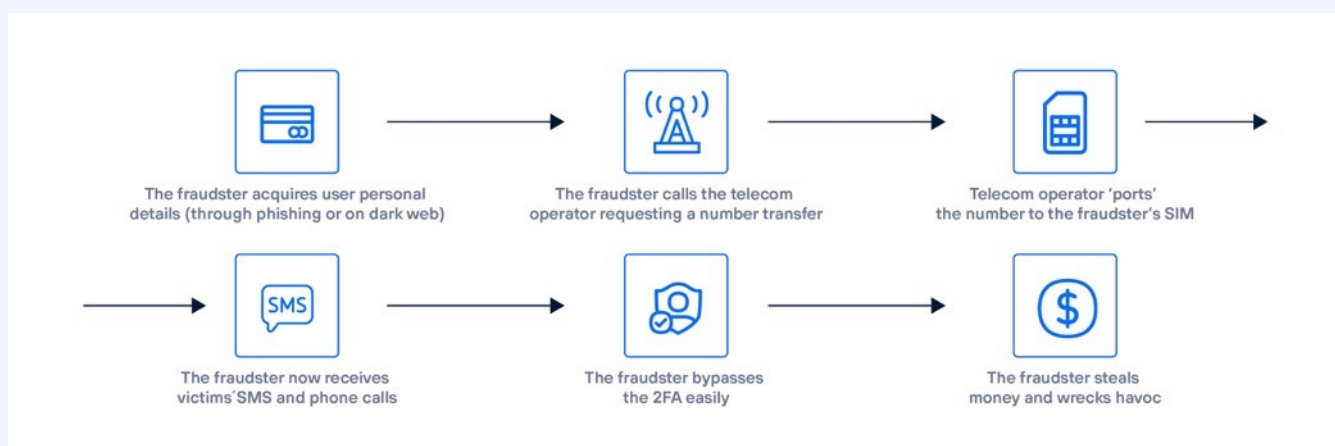 The fraudster acquires user personal
details (through phishing or on dark web)
The fraudster calls the telecom
operator requesting a number transfer
Telecom operator ‘ports’
the number to the fraudster’s SIM
SMS
The fraudster now receives
victims´SMS and phone calls
The fraudster bypasses
the 2FA easily
$
The fraudster steals
money and wrecks havoc